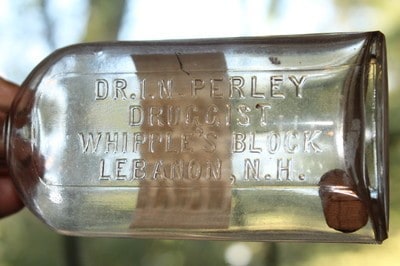 DR. I. N. PERLEY
DRUGGIST
WHIPPLE'S BLOCK
LEBANON, N.H.